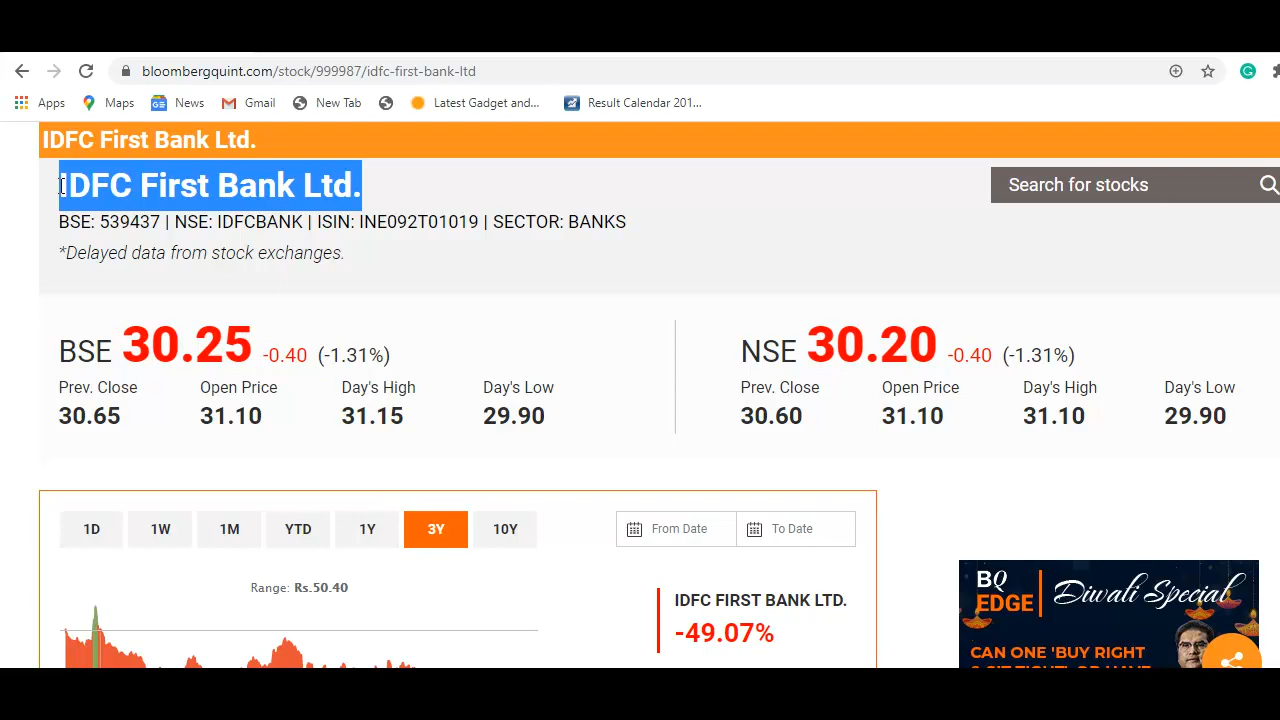 bloombergquint.com/stock/999987/idfc-first-bank-ltd
Apps Maps News Gmail New Tab Latest Gadget and... Result Calendar 201...
IDFC First Bank Ltd.
IDFC First Bank Ltd.
Search for stocks
BSE: 539437 | NSE: IDFCBANK | ISIN: INE092T01019 | SECTOR: BANKS
*Delayed data from stock exchanges.
BSE 30.25 -0.40 (-1.31%)
Prev. Close Open Price Day's High Day's Low
30.65 31.10 31.15 29.90
NSE 30.20 -0.40 (-1.31%)
Prev. Close Open Price Day's High Day's Low
30.60 31.10 31.10 29.90
1D 1W 1M YTD 1Y 3Y 10Y
From Date To Date
Range: Rs.50.40
IDFC FIRST BANK LTD.
-49.07%
BQ
EDGE
Diwali Special
CAN ONE 'BUY RIGHT